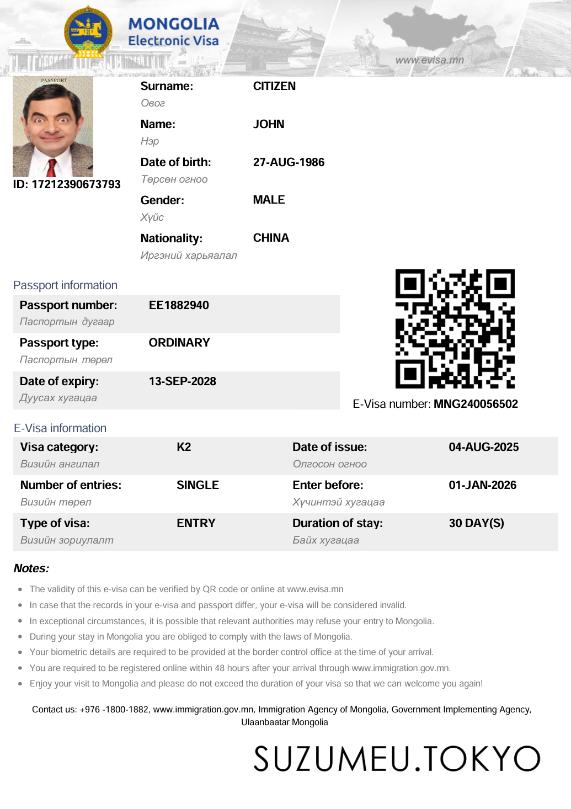 MONGOLIA
Electronic Visa
www.evisa.mn
PASSPORT
ID: 17212390673793
Surname: CITIZEN
Овог
Name: JOHN
Нэр
Date of birth: 27-AUG-1986
Төрсөн огноо
Gender: MALE
Хүйс
Nationality: CHINA
Иргэний харьяалал
Passport information
Passport number: EE1882940
Паспортын дугаар
Passport type: ORDINARY
Паспортын төрөл
Date of expiry: 13-SEP-2028
Дуусах хугацаа
E-Visa number: MNG240056502
E-Visa information
Visa category: K2 Date of issue: 04-AUG-2025
Визийн ангилал Олгосон огноо
Number of entries: SINGLE Enter before: 01-JAN-2026
Визийн төрөл Хүчинтэй хугацаа
Type of visa: ENTRY Duration of stay: 30 DAY(S)
Визийн зориулалт Байх хугацаа
Notes:
• The validity of this e-visa can be verified by QR code or online at www.evisa.mn
• In case that the records in your e-visa and passport differ, your e-visa will be considered invalid.
• In exceptional circumstances, it is possible that relevant authorities may refuse your entry to Mongolia.
• During your stay in Mongolia you are obliged to comply with the laws of Mongolia.
• Your biometric details are required to be provided at the border control office at the time of your arrival.
• You are required to be registered online within 48 hours after your arrival through www.immigration.gov.mn.
• Enjoy your visit to Mongolia and please do not exceed the duration of your visa so that we can welcome you again!
Contact us: +976 -1800-1882, www.immigration.gov.mn, Immigration Agency of Mongolia, Government Implementing Agency,
Ulaanbaatar Mongolia
SUZUMEU.TOKYO